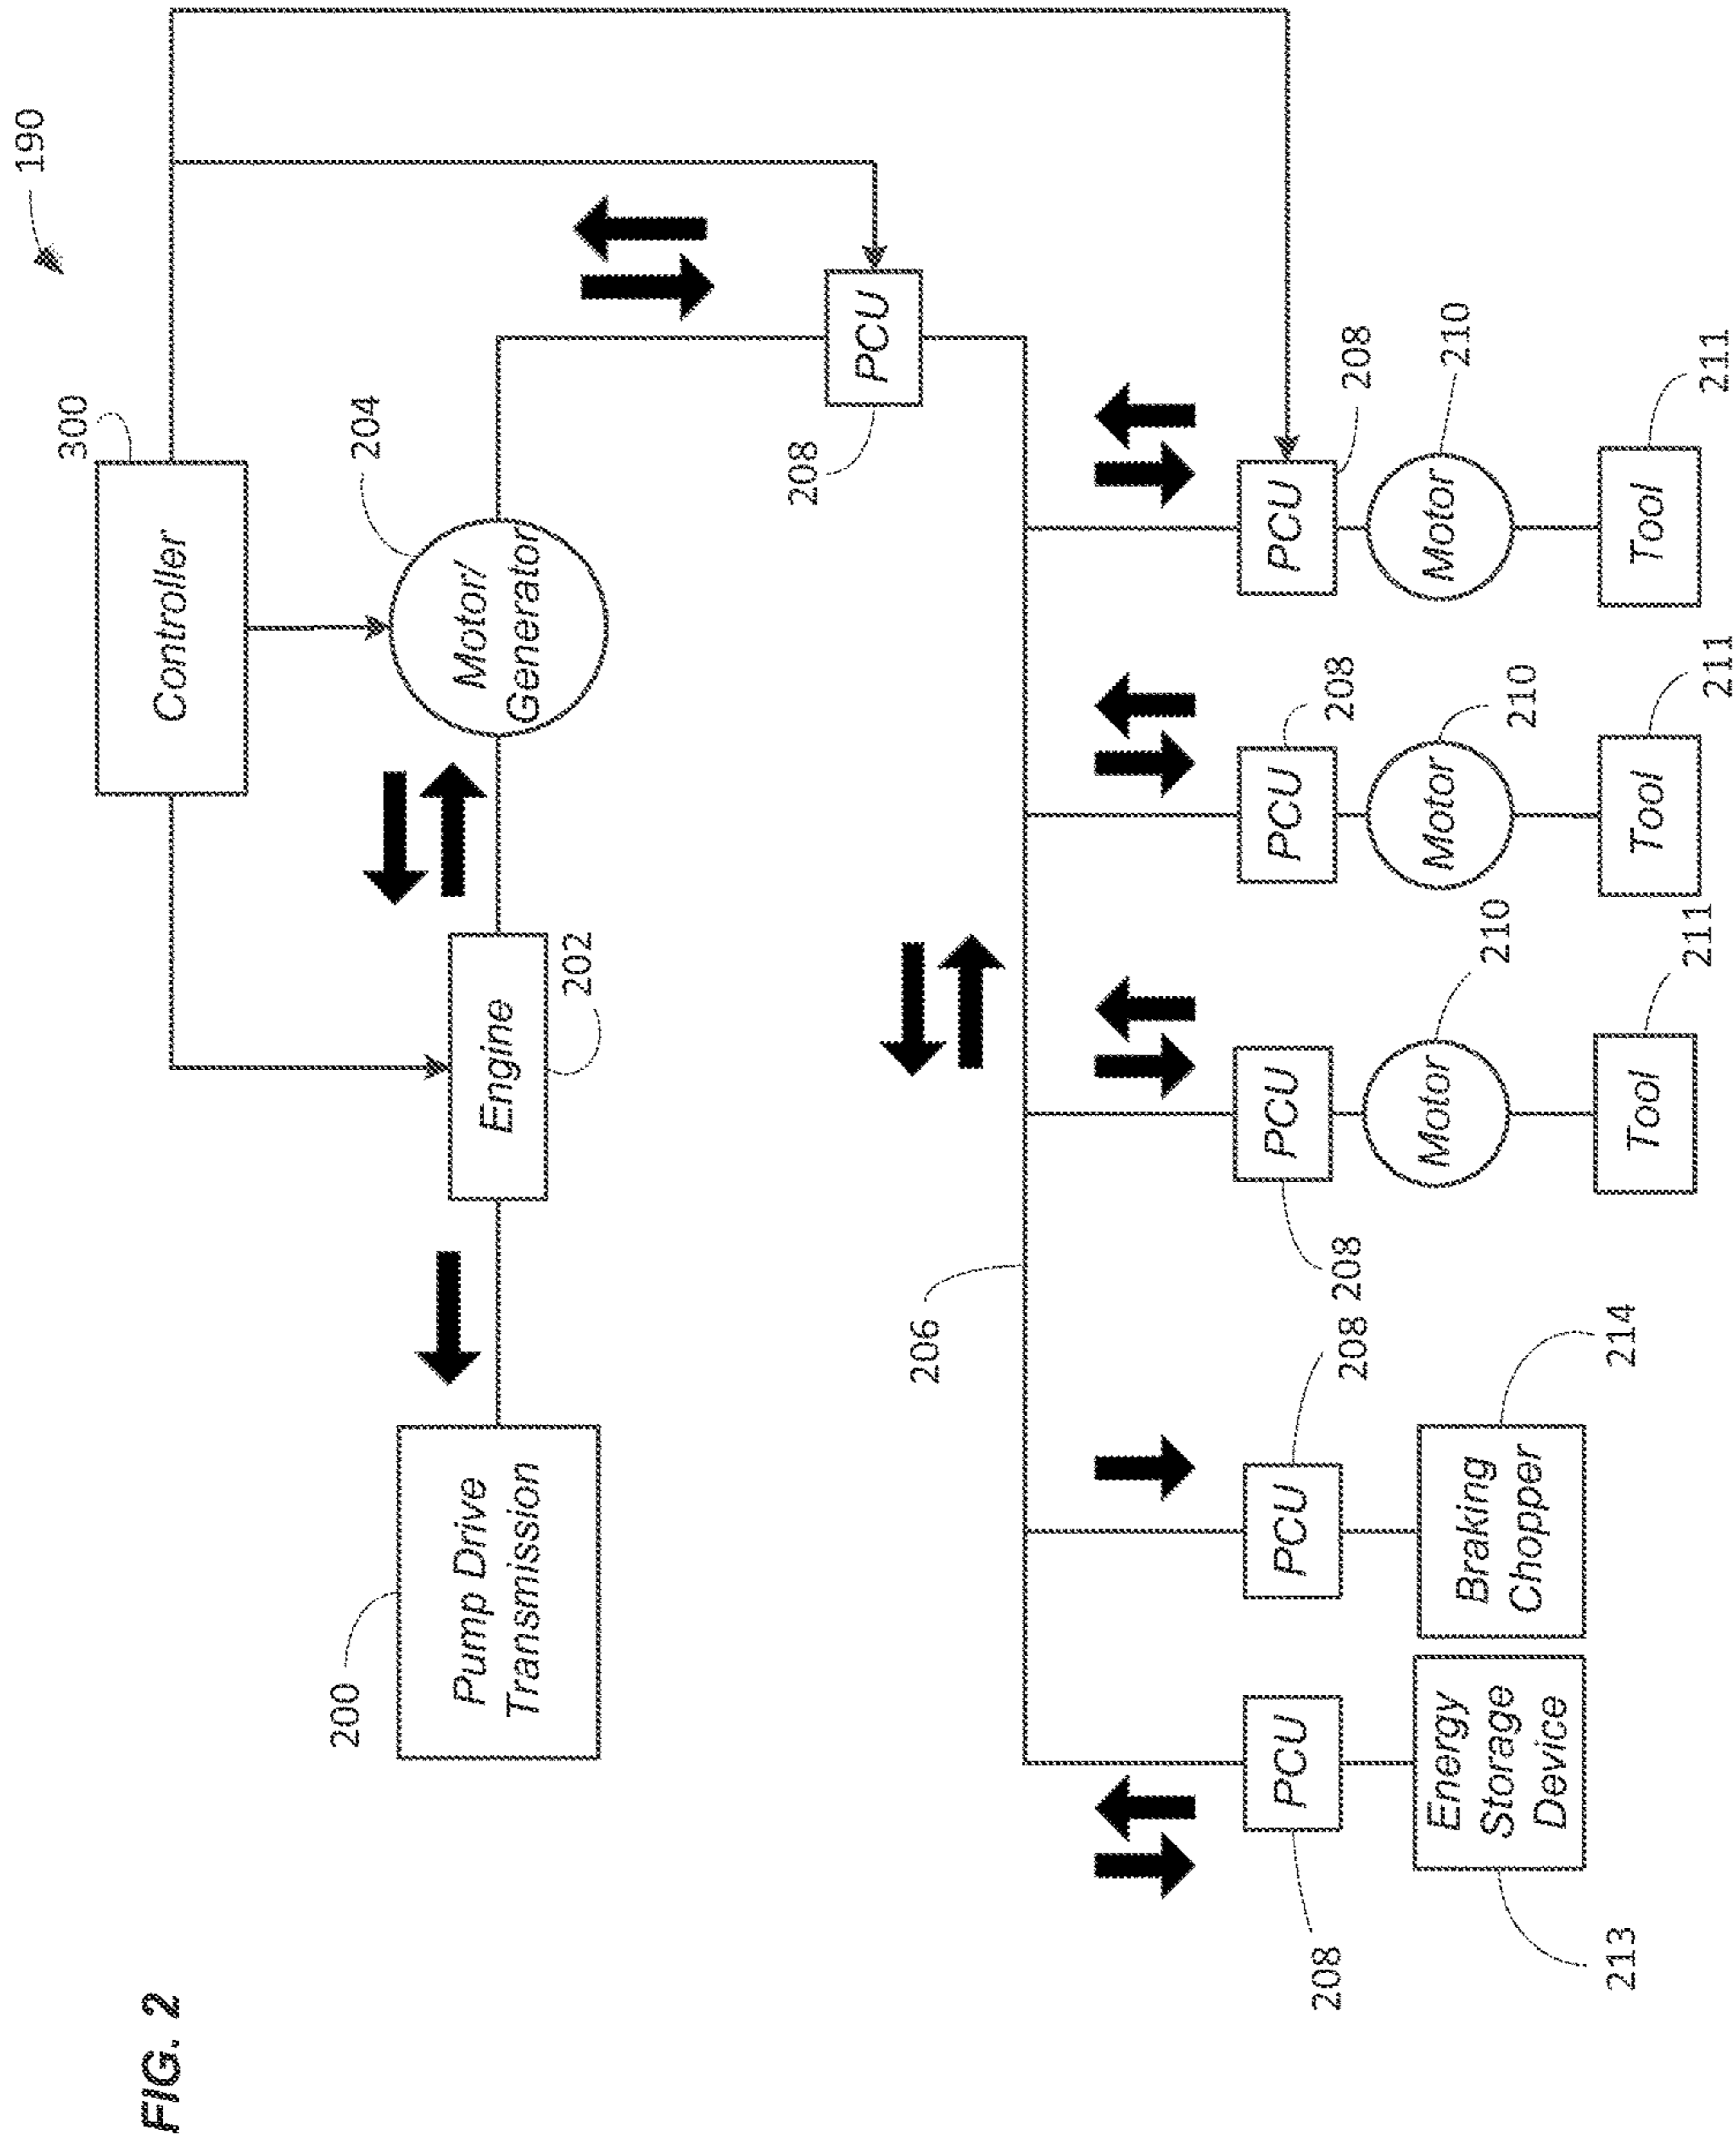 FIG. 2
190
300
Controller
204
Motor/
Generator
Engine
202
200
Pump Drive
Transmission
PCU
208
206
PCU
208
Energy
Storage
Device
213
PCU
208
Braking
Chopper
214
PCU
208
Motor
210
Tool
211
PCU
208
Motor
210
Tool
211
PCU
208
Motor
210
Tool
211